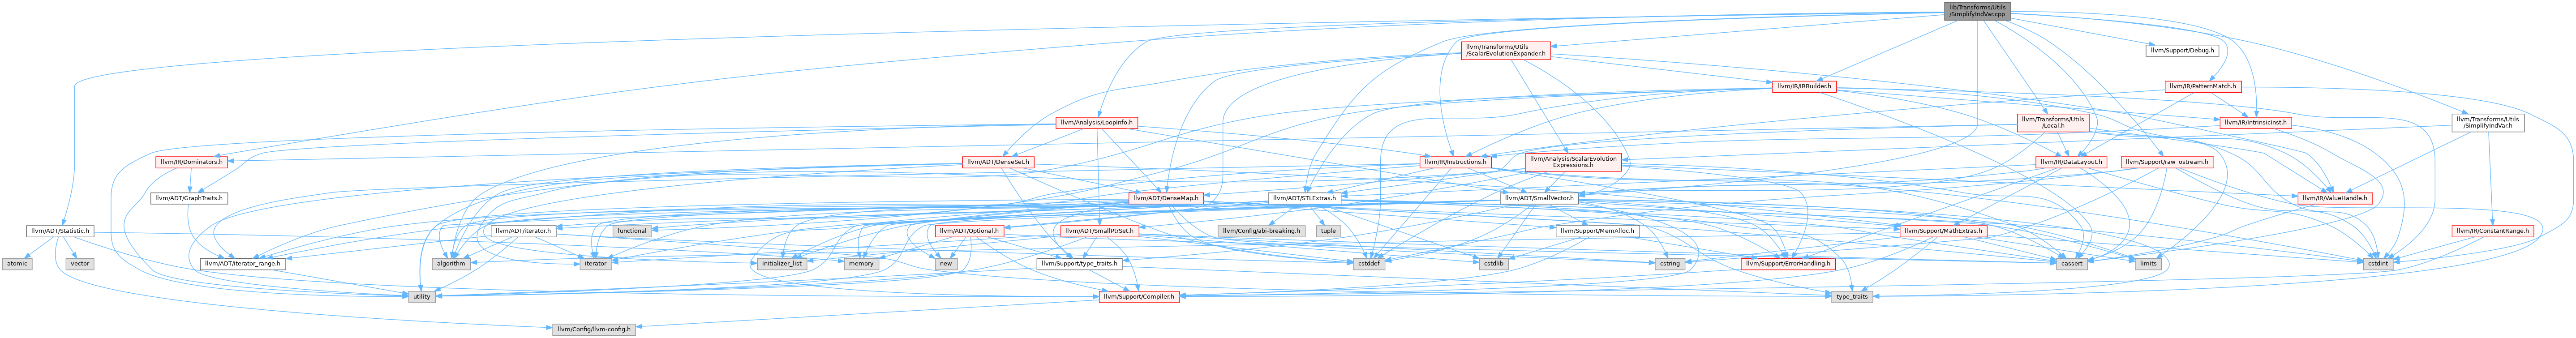 lib/Transforms/Utils
/SimplifyIndVar.cpp
llvm/Transforms/Utils
/ScalarEvolutionExpander.h
llvm/Support/Debug.h
llvm/IR/IRBuilder.h
llvm/IR/PatternMatch.h
llvm/Analysis/LoopInfo.h
llvm/Transforms/Utils
/Local.h
llvm/IR/IntrinsicInst.h
llvm/Transforms/Utils
/SimplifyIndVar.h
llvm/IR/Dominators.h
llvm/ADT/DenseSet.h
llvm/IR/Instructions.h
llvm/Analysis/ScalarEvolution
Expressions.h
llvm/IR/DataLayout.h
llvm/Support/raw_ostream.h
llvm/ADT/GraphTraits.h
llvm/ADT/DenseMap.h
llvm/ADT/STLExtras.h
llvm/ADT/SmallVector.h
llvm/IR/ValueHandle.h
llvm/ADT/Statistic.h
llvm/ADT/iterator.h
functional
llvm/ADT/Optional.h
llvm/ADT/SmallPtrSet.h
llvm/Config/abi-breaking.h
tuple
llvm/Support/MemAlloc.h
llvm/Support/MathExtras.h
llvm/IR/ConstantRange.h
atomic
vector
llvm/ADT/iterator_range.h
algorithm
iterator
initializer_list
memory
new
llvm/Support/type_traits.h
cstddef
cstdlib
cstring
llvm/Support/ErrorHandling.h
cassert
limits
cstdint
utility
llvm/Support/Compiler.h
type_traits
llvm/Config/llvm-config.h